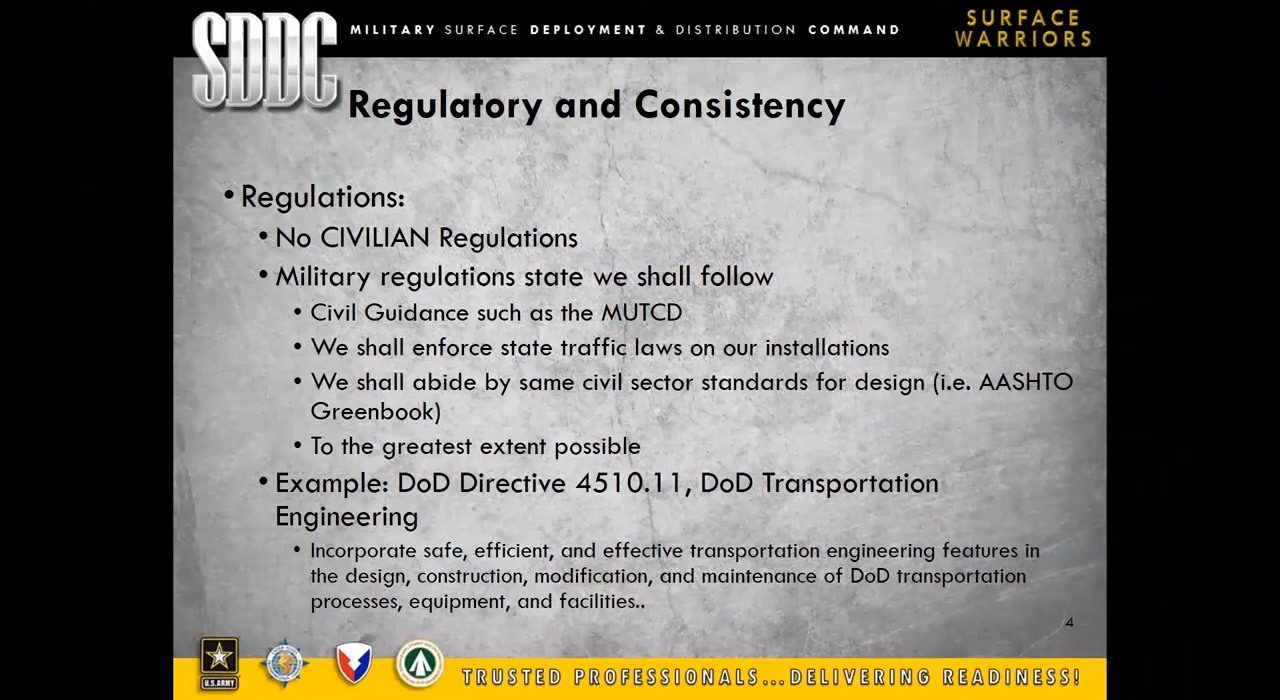 SDDC
MILITARY SURFACE DEPLOYMENT & DISTRIBUTION COMMAND
SURFACE
WARRIORS
Regulatory and Consistency
• Regulations:
• No CIVILIAN Regulations
• Military regulations state we shall follow
• Civil Guidance such as the MUTCD
• We shall enforce state traffic laws on our installations
• We shall abide by same civil sector standards for design (i.e. AASHTO
Greenbook)
• To the greatest extent possible
• Example: DoD Directive 4510.11, DoD Transportation
Engineering
• Incorporate safe, efficient, and effective transportation engineering features in
the design, construction, modification, and maintenance of DoD transportation
processes, equipment, and facilities..
4
U.S.ARMY
TRUSTED PROFESSIONALS...DELIVERING READINESS!